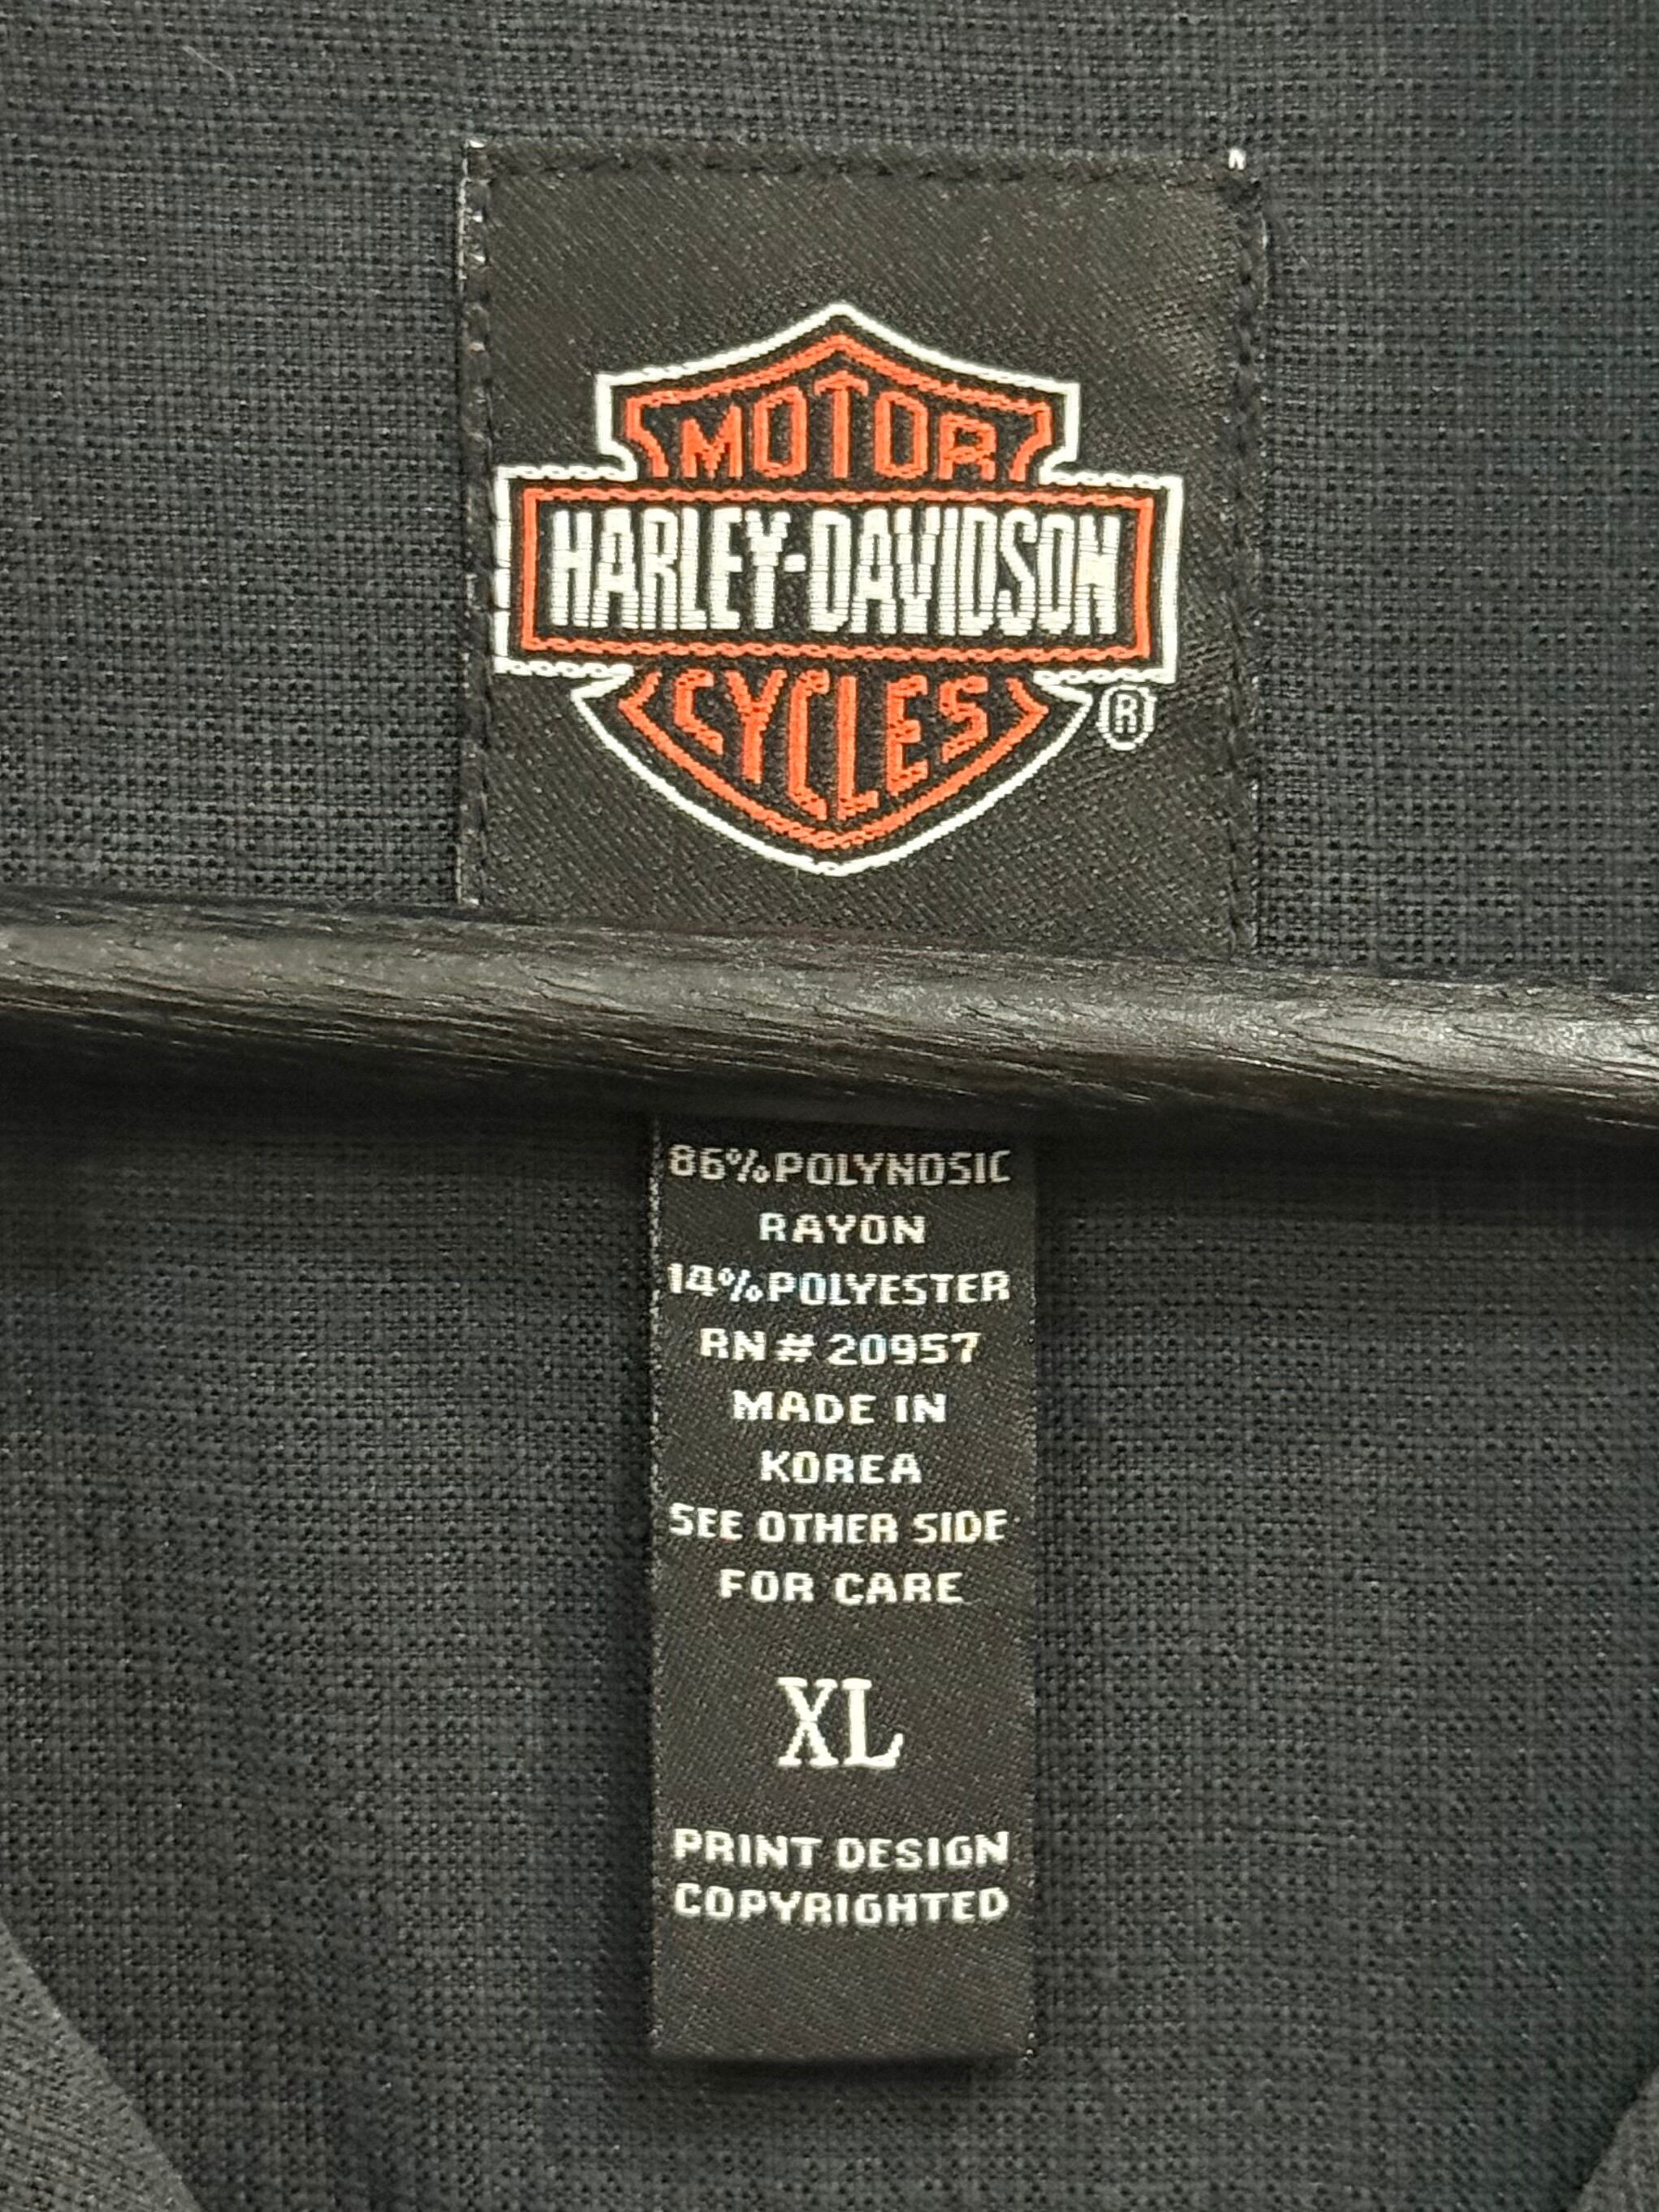 MOTOR
HARLEY-DAVIDSON
CYCLES
®
86%POLYNOSIC
RAYON
14%POLYESTER
RN# 20957
MADE IN
KOREA
SEE OTHER SIDE
FOR CARE
XL
PRINT DESIGN
COPYRIGHTED